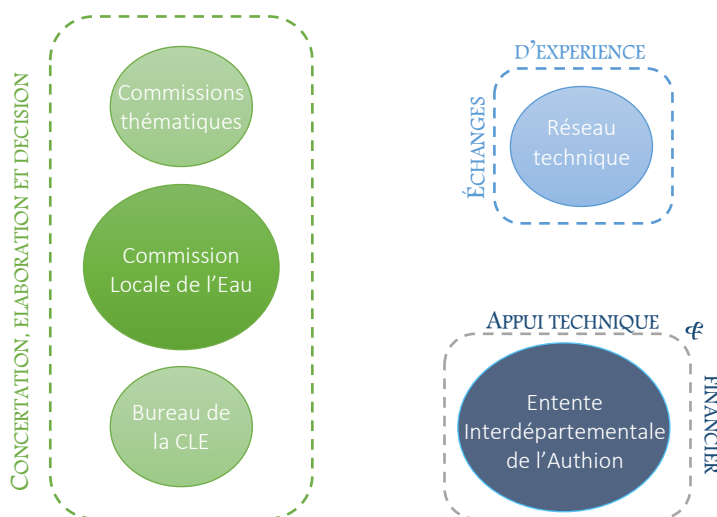 CONCERTATION, ELABORATION ET DECISION
Commissions
thématiques
Commission
Locale de l'Eau
Bureau de
la CLE
ÉCHANGES
D'EXPERIENCE
Réseau
technique
APPUI TECHNIQUE &
FINANCIER
Entente
Interdépartementale
de l'Authion